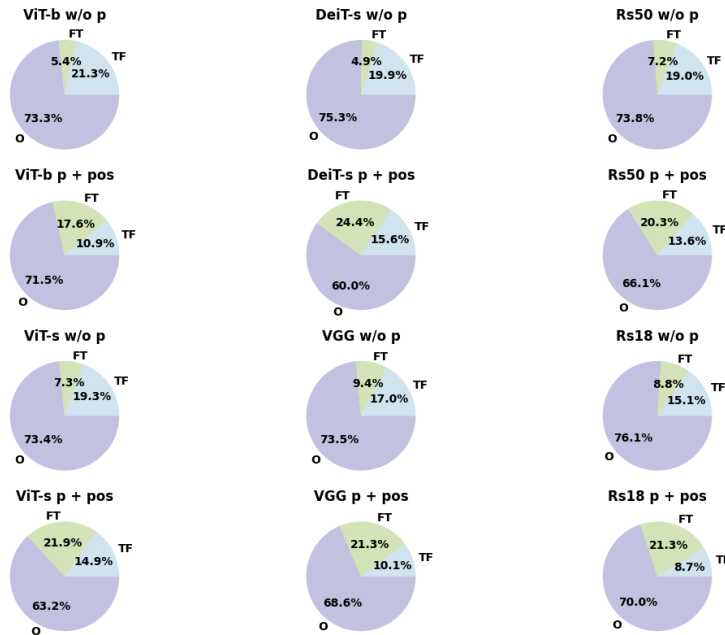 ViT-b w/o p
FT
TF
5.4%
21.3%
73.3%
O
DeiT-s w/o p
FT
TF
4.9%
19.9%
75.3%
O
Rs50 w/o p
FT
TF
7.2%
19.0%
73.8%
O
ViT-b p + pos
FT
TF
17.6%
10.9%
71.5%
O
DeiT-s p + pos
FT
TF
24.4%
15.6%
60.0%
O
Rs50 p + pos
FT
TF
20.3%
13.6%
66.1%
O
ViT-s w/o p
FT
TF
7.3%
19.3%
73.4%
O
VGG w/o p
FT
TF
9.4%
17.0%
73.5%
O
Rs18 w/o p
FT
TF
8.8%
15.1%
76.1%
O
ViT-s p + pos
FT
TF
21.9%
14.9%
63.2%
O
VGG p + pos
FT
TF
21.3%
10.1%
68.6%
O
Rs18 p + pos
FT
21.3%
8.7%
70.0%
O